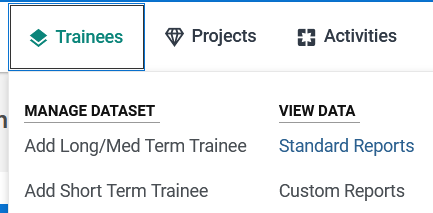 Trainees Projects Activities
MANAGE DATASET VIEW DATA
Add Long/Med Term Trainee Standard Reports
Add Short Term Trainee Custom Reports